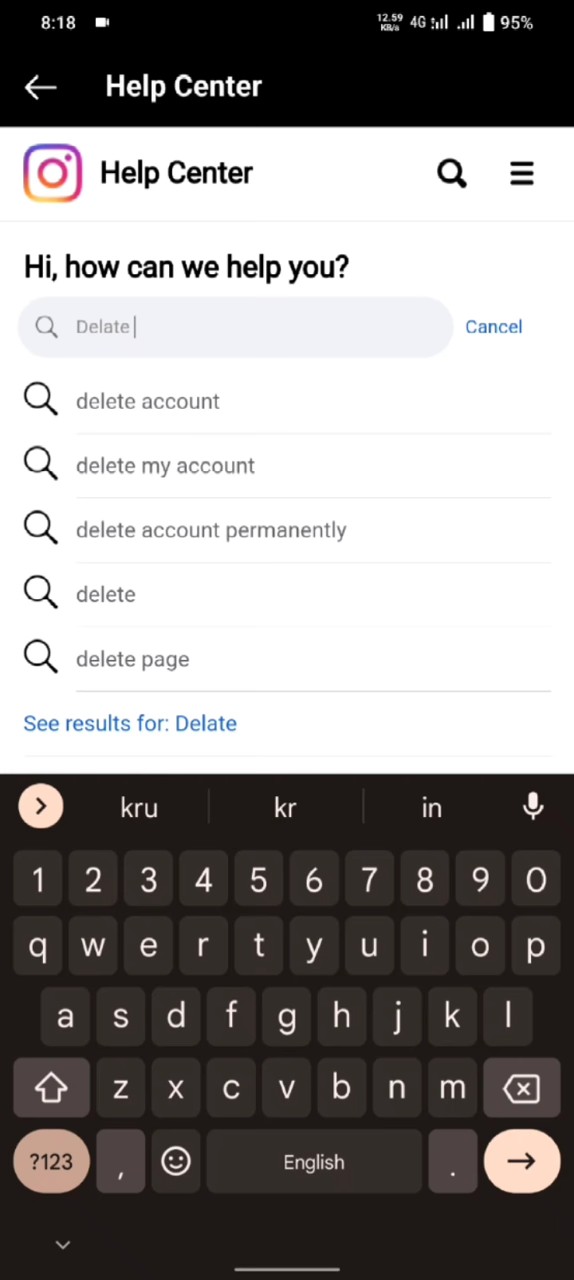 8:18 12.59 KB/s 4G 95%
Help Center
Help Center
Hi, how can we help you?
Delate Cancel
delete account
delete my account
delete account permanently
delete
delete page
See results for: Delate
kru kr in
1 2 3 4 5 6 7 8 9 0
q w e r t y u i o p
a s d f g h j k l
z x c v b n m
?123 , English .